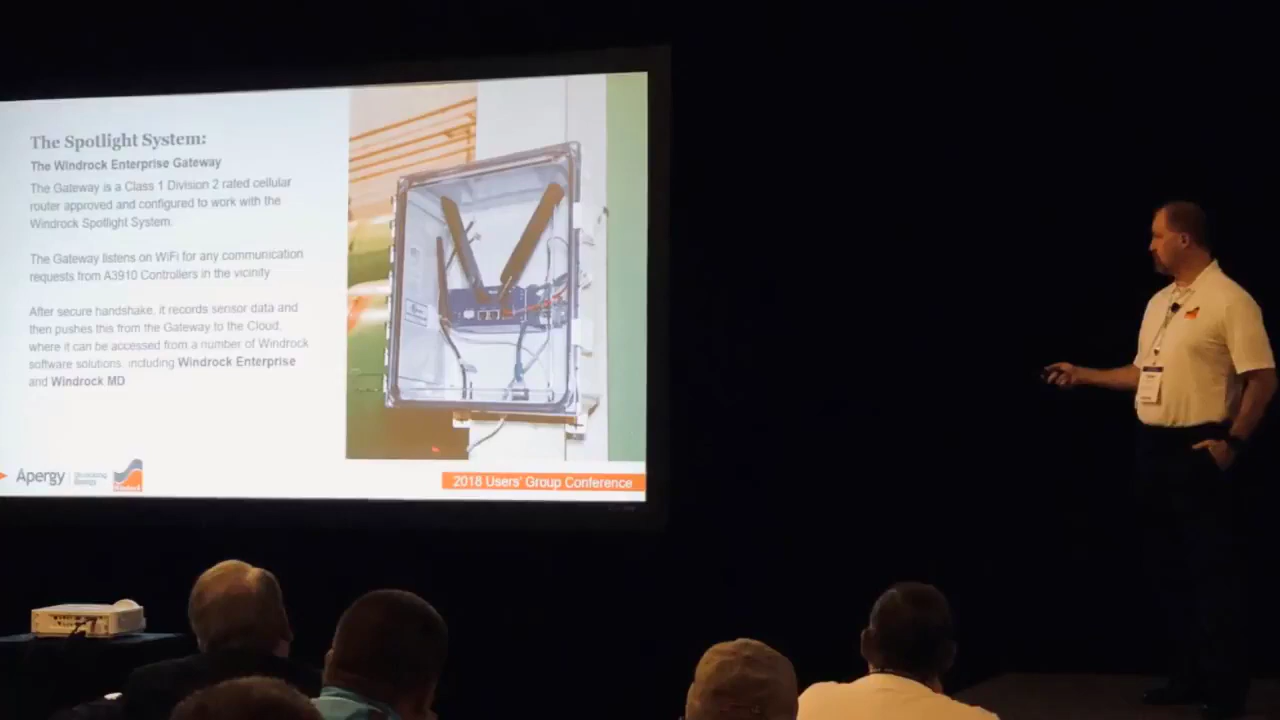 The Spotlight System:
The Windrock Enterprise Gateway
The Gateway is a Class 1 Division 2 rated cellular
router approved and configured to work with the
Windrock Spotlight System.
The Gateway listens on WiFi for any communication
requests from A3910 Controllers in the vicinity
After secure handshake, it records sensor data and
then pushes this from the Gateway to the Cloud,
where it can be accessed from a number of Windrock
software solutions, including Windrock Enterprise
and Windrock MD
Apergy
Windrock
2018 Users' Group Conference